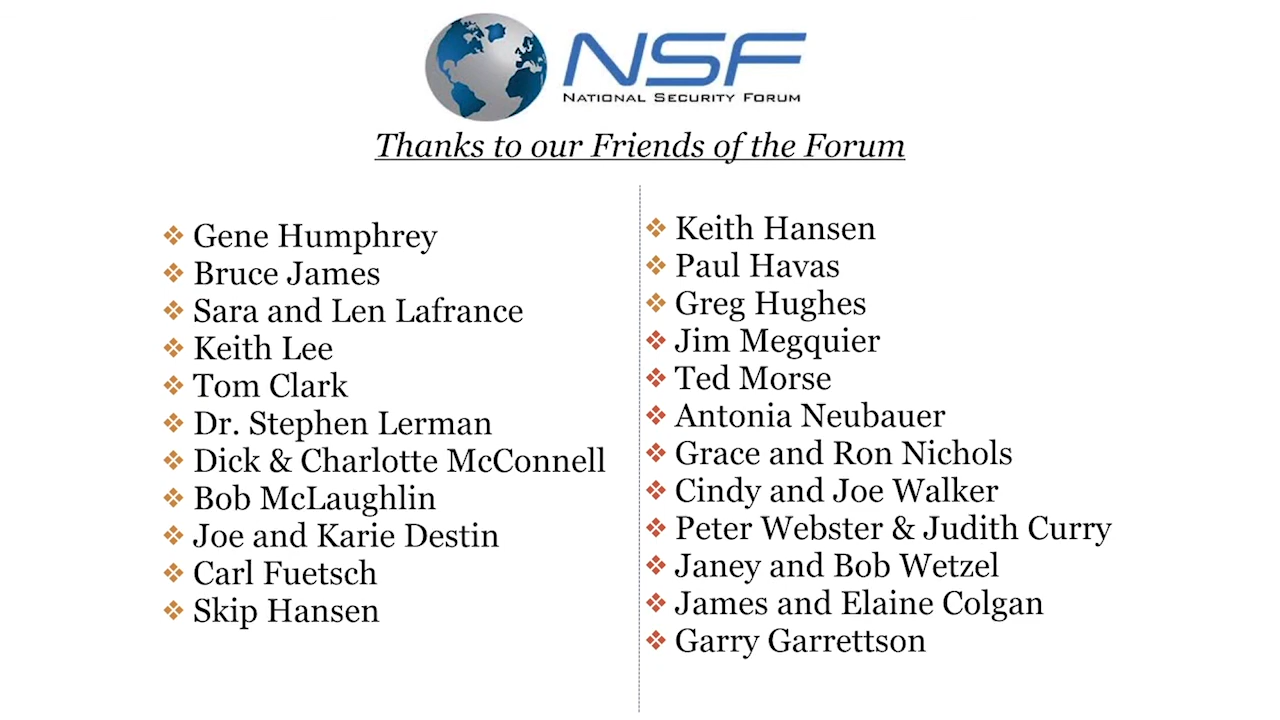 NSF
National Security Forum
Thanks to our Friends of the Forum
Gene Humphrey
Bruce James
Sara and Len Lafrance
Keith Lee
Tom Clark
Dr. Stephen Lerman
Dick & Charlotte McConnell
Bob McLaughlin
Joe and Karie Destin
Carl Fuetsch
Skip Hansen
Keith Hansen
Paul Havas
Greg Hughes
Jim Megquier
Ted Morse
Antonia Neubauer
Grace and Ron Nichols
Cindy and Joe Walker
Peter Webster & Judith Curry
Janey and Bob Wetzel
James and Elaine Colgan
Garry Garrettson